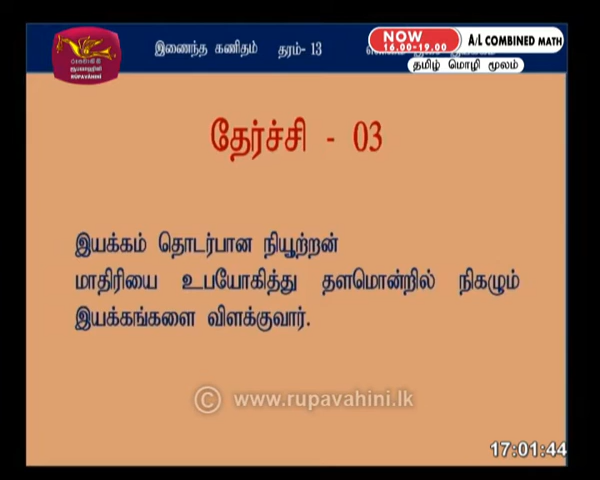 இணைந்த கணிதம் தரம்- 13
NOW
16.00-19.00
A/L COMBINED MATH
தமிழ் மொழி மூலம்
RUPAVAHINI
தேர்ச்சி - 03
இயக்கம் தொடர்பான நியூற்றன்
மாதிரியை உபயோகித்து தளமொன்றில் நிகழும்
இயக்கங்களை விளக்குவார்.
© www.rupavahini.lk
17:01:44